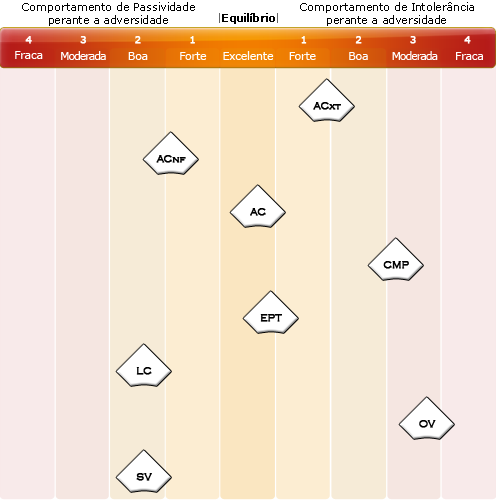 Comportamento de Passividade
perante a adversidade
|Equilíbrio|
Comportamento de Intolerância
perante a adversidade
4 3 2 1 1 2 3 4
Fraca Moderada Boa Forte Excelente Forte Boa Moderada Fraca
ACXT
ACNF
AC
CMP
EPT
LC
OV
SV